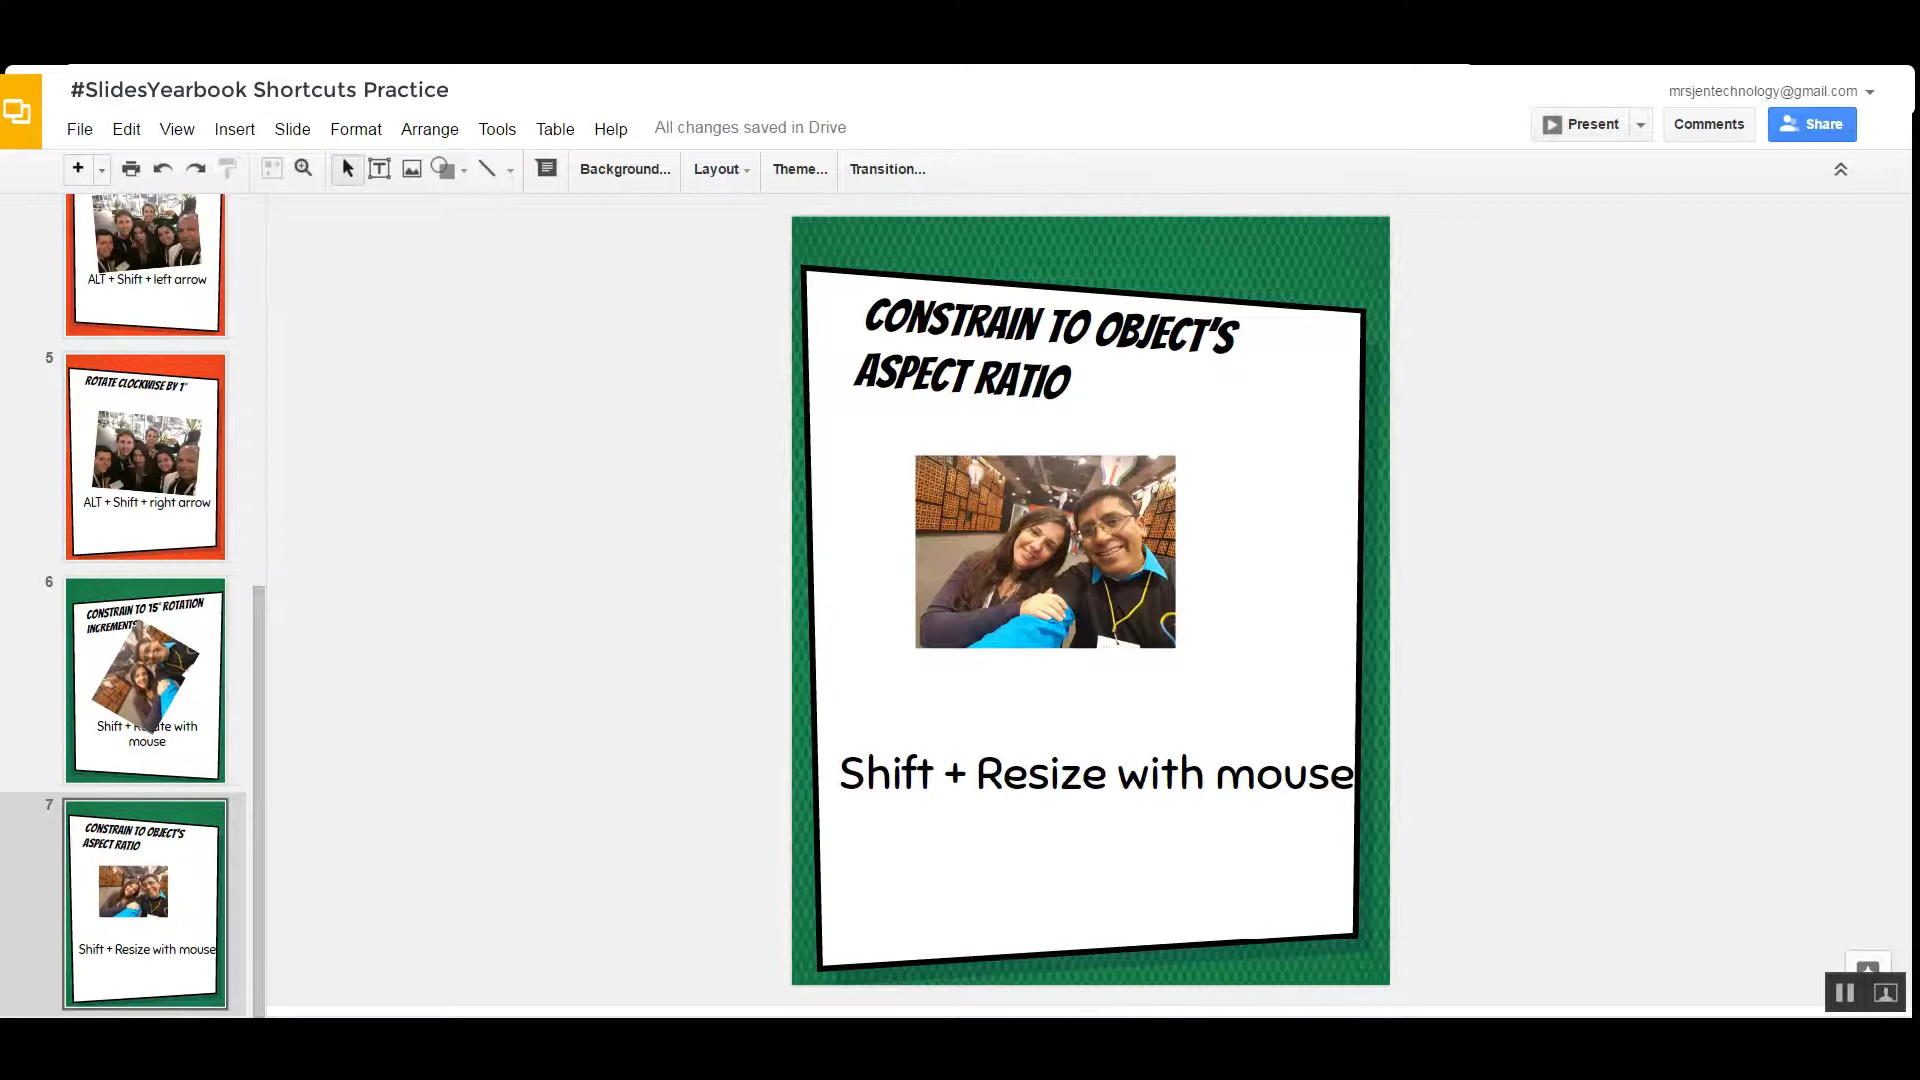 #SlidesYearbook Shortcuts Practice
mrsjentechnology@gmail.com
File Edit View Insert Slide Format Arrange Tools Table Help All changes saved in Drive
Present Comments Share
Background... Layout Theme... Transition...
ALT + Shift + left arrow
5
ROTATE CLOCKWISE BY 1°
ALT + Shift + right arrow
6
CONSTRAIN TO 15° ROTATION
INCREMENTS
Shift + Rotate with
mouse
7
CONSTRAIN TO OBJECT'S
ASPECT RATIO
Shift + Resize with mouse
CONSTRAIN TO OBJECT'S
ASPECT RATIO
Shift + Resize with mouse